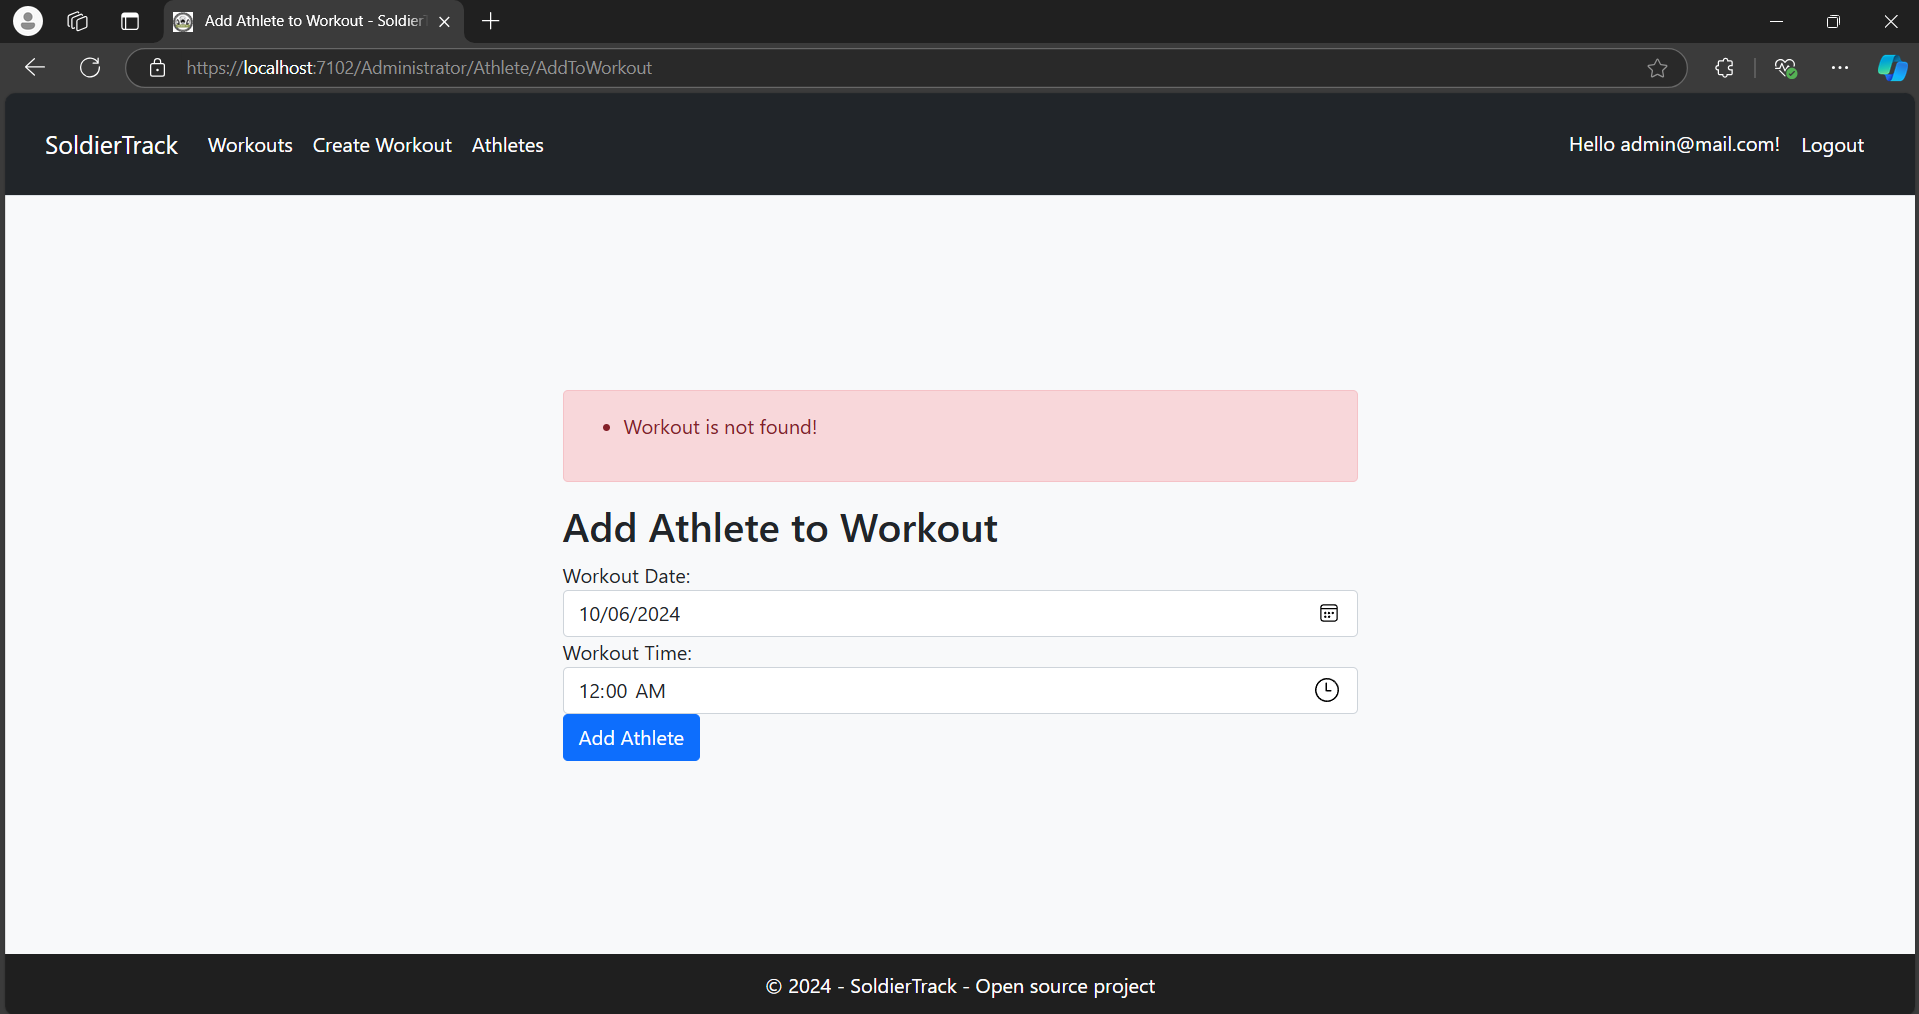 Add Athlete to Workout - Soldier
https://localhost:7102/Administrator/Athlete/AddToWorkout
SoldierTrack Workouts Create Workout Athletes Hello admin@mail.com! Logout
• Workout is not found!
Add Athlete to Workout
Workout Date:
10/06/2024
Workout Time:
12:00 AM
Add Athlete
© 2024 - SoldierTrack - Open source project